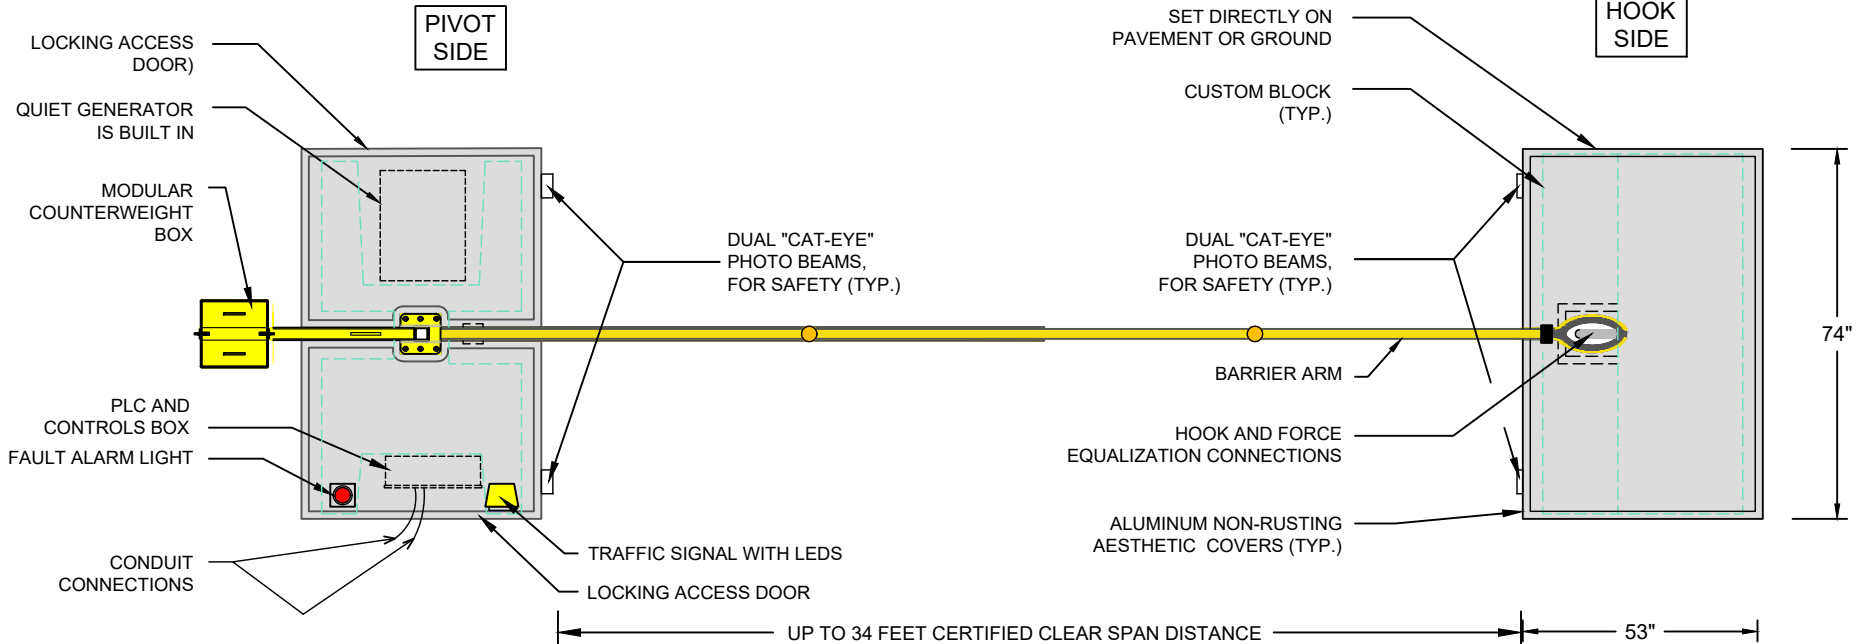 PIVOT
SIDE
HOOK
SIDE
LOCKING ACCESS
DOOR)
QUIET GENERATOR
IS BUILT IN
MODULAR
COUNTERWEIGHT
BOX
PLC AND
CONTROLS BOX
FAULT ALARM LIGHT
CONDUIT
CONNECTIONS
DUAL "CAT-EYE"
PHOTO BEAMS,
FOR SAFETY (TYP.)
TRAFFIC SIGNAL WITH LEDS
LOCKING ACCESS DOOR
SET DIRECTLY ON
PAVEMENT OR GROUND
CUSTOM BLOCK
(TYP.)
DUAL "CAT-EYE"
PHOTO BEAMS,
FOR SAFETY (TYP.)
BARRIER ARM
HOOK AND FORCE
EQUALIZATION CONNECTIONS
ALUMINUM NON-RUSTING
AESTHETIC COVERS (TYP.)
74"
UP TO 34 FEET CERTIFIED CLEAR SPAN DISTANCE
53"